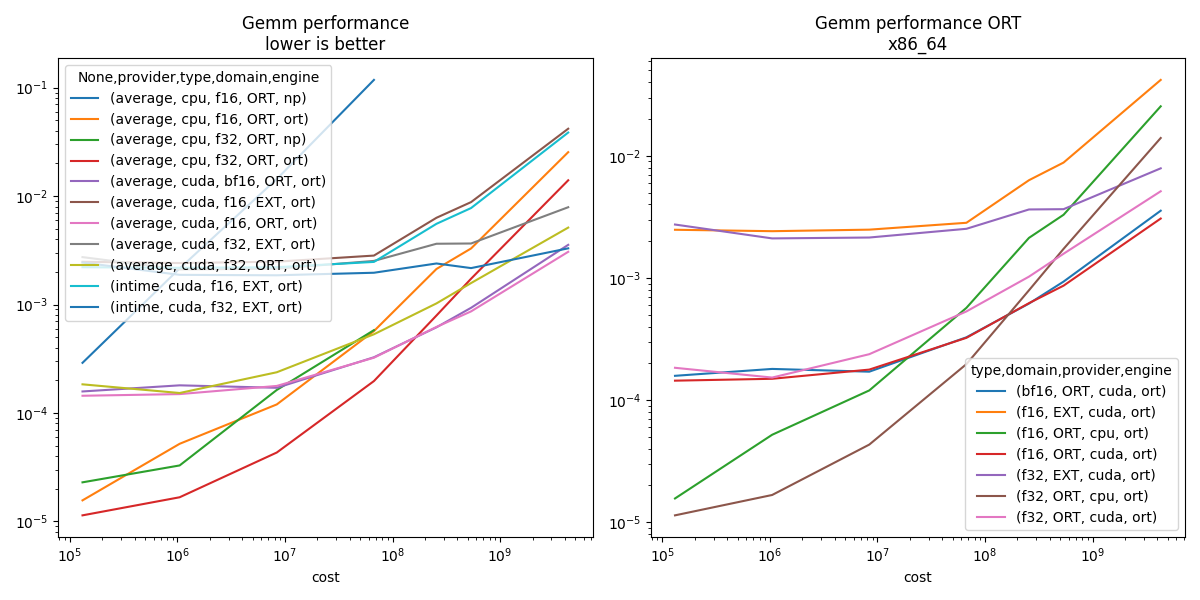 Gemm performance
lower is better
None,provider,type,domain,engine
(average, cpu, f16, ORT, np)
(average, cpu, f16, ORT, ort)
(average, cpu, f32, ORT, np)
(average, cpu, f32, ORT, ort)
(average, cuda, bf16, ORT, ort)
(average, cuda, f16, EXT, ort)
(average, cuda, f16, ORT, ort)
(average, cuda, f32, EXT, ort)
(average, cuda, f32, ORT, ort)
(intime, cuda, f16, EXT, ort)
(intime, cuda, f32, EXT, ort)
10⁻¹
10⁻²
10⁻³
10⁻⁴
10⁻⁵
10⁵ 10⁶ 10⁷ 10⁸ 10⁹
cost
Gemm performance ORT
x86_64
10⁻²
10⁻³
10⁻⁴
10⁻⁵
type,domain,provider,engine
(bf16, ORT, cuda, ort)
(f16, EXT, cuda, ort)
(f16, ORT, cpu, ort)
(f16, ORT, cuda, ort)
(f32, EXT, cuda, ort)
(f32, ORT, cpu, ort)
(f32, ORT, cuda, ort)
10⁵ 10⁶ 10⁷ 10⁸ 10⁹
cost